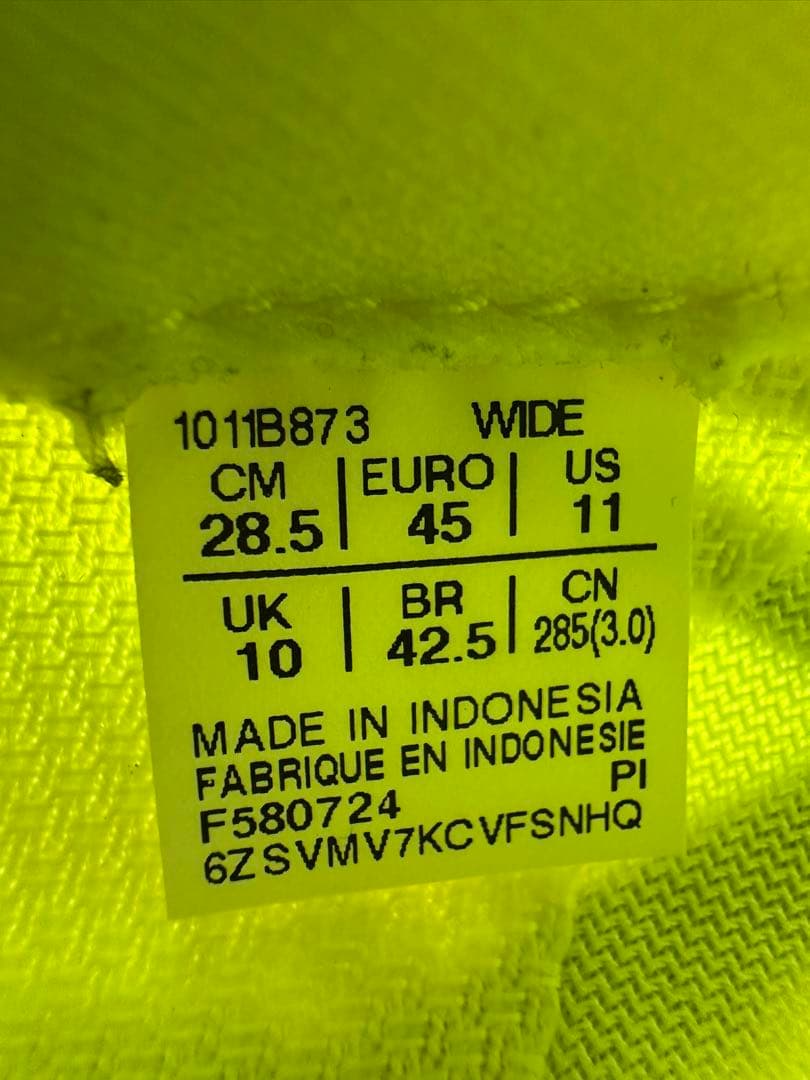 1011B873 WIDE
CM | EURO | US
28.5 | 45 | 11
UK | BR | CN
10 | 42.5 | 285(3.0)
MADE IN INDONESIA
FABRIQUE EN INDONESIE
F580724 PI
6ZSVMV7KCVFSNHQ